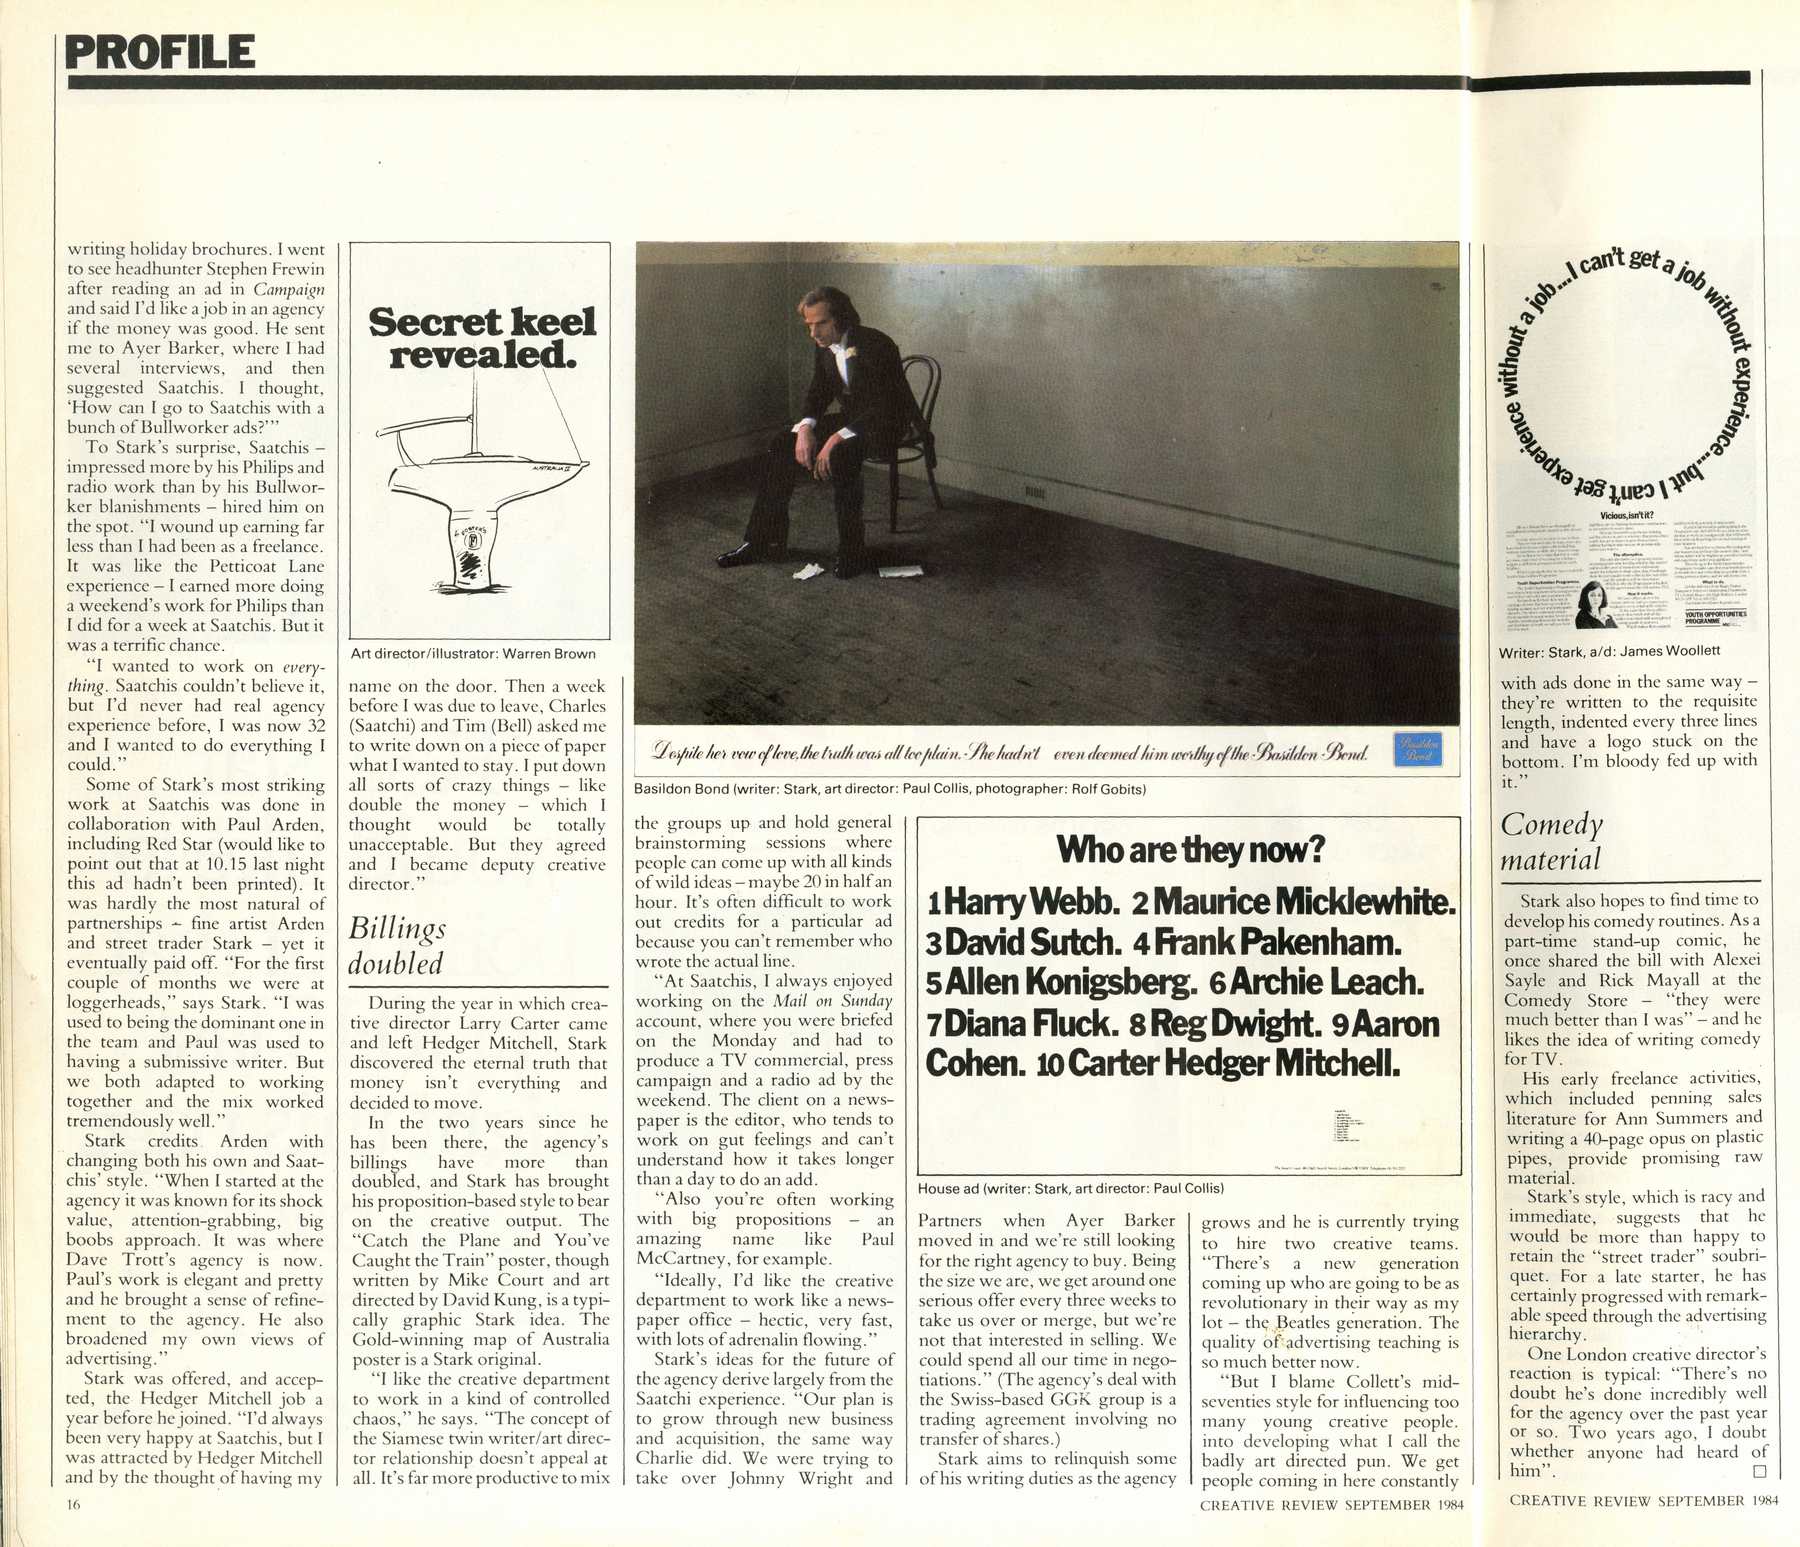 PROFILE
writing holiday brochures. I went
to see headhunter Stephen Frewin
after reading an ad in Campaign
and said I'd like a job in an agency
if the money was good. He sent
me to Ayer Barker, where I had
several interviews, and then
suggested Saatchis. I thought,
'How can I go to Saatchis with a
bunch of Bullworker ads?'”
To Stark's surprise, Saatchis –
impressed more by his Philips and
radio work than by his Bullwor-
ker blanishments – hired him on
the spot. “I wound up earning far
less than I had been as a freelance.
It was like the Petticoat Lane
experience – I earned more doing
a weekend's work for Philips than
I did for a week at Saatchis. But it
was a terrific chance.
“I wanted to work on every-
thing. Saatchis couldn't believe it,
but I'd never had real agency
experience before, I was now 32
and I wanted to do everything I
could.”
Some of Stark's most striking
work at Saatchis was done in
collaboration with Paul Arden,
including Red Star (would like to
point out that at 10.15 last night
this ad hadn't been printed). It
was hardly the most natural of
partnerships – fine artist Arden
and street trader Stark – yet it
eventually paid off. “For the first
couple of months we were at
loggerheads,” says Stark. “I was
used to being the dominant one in
the team and Paul was used to
having a submissive writer. But
we both adapted to working
together and the mix worked
tremendously well.”
Stark credits Arden with
changing both his own and Saat-
chis' style. “When I started at the
agency it was known for its shock
value, attention-grabbing, big
boobs approach. It was where
Dave Trott's agency is now.
Paul's work is elegant and pretty
and he brought a sense of refine-
ment to the agency. He also
broadened my own views of
advertising.”
Stark was offered, and accep-
ted, the Hedger Mitchell job a
year before he joined. “I'd always
been very happy at Saatchis, but I
was attracted by Hedger Mitchell
and by the thought of having my
Secret keel
revealed.
AUSTRALIA II
FOSTER'S
Art director/illustrator: Warren Brown
name on the door. Then a week
before I was due to leave, Charles
(Saatchi) and Tim (Bell) asked me
to write down on a piece of paper
what I wanted to stay. I put down
all sorts of crazy things – like
double the money – which I
thought would be totally
unacceptable. But they agreed
and I became deputy creative
director.”
Billings
doubled
During the year in which crea-
tive director Larry Carter came
and left Hedger Mitchell, Stark
discovered the eternal truth that
money isn't everything and
decided to move.
In the two years since he
has been there, the agency's
billings have more than
doubled, and Stark has brought
his proposition-based style to bear
on the creative output. The
“Catch the Plane and You've
Caught the Train” poster, though
written by Mike Court and art
directed by David Kung, is a typi-
cally graphic Stark idea. The
Gold-winning map of Australia
poster is a Stark original.
“I like the creative department
to work in a kind of controlled
chaos,” he says. “The concept of
the Siamese twin writer/art direc-
tor relationship doesn't appeal at
all. It's far more productive to mix
Despite her vow of love, the truth was all too plain. She hadn't even deemed him worthy of the Basildon Bond.
Basildon
Bond
Basildon Bond (writer: Stark, art director: Paul Collis, photographer: Rolf Gobits)
the groups up and hold general
brainstorming sessions where
people can come up with all kinds
of wild ideas – maybe 20 in half an
hour. It's often difficult to work
out credits for a particular ad
because you can't remember who
wrote the actual line.
“At Saatchis, I always enjoyed
working on the Mail on Sunday
account, where you were briefed
on the Monday and had to
produce a TV commercial, press
campaign and a radio ad by the
weekend. The client on a news-
paper is the editor, who tends to
work on gut feelings and can't
understand how it takes longer
than a day to do an add.
“Also you're often working
with big propositions – an
amazing name like Paul
McCartney, for example.
“Ideally, I'd like the creative
department to work like a news-
paper office – hectic, very fast,
with lots of adrenalin flowing.”
Stark's ideas for the future of
the agency derive largely from the
Saatchi experience. “Our plan is
to grow through new business
and acquisition, the same way
Charlie did. We were trying to
take over Johnny Wright and
Who are they now?
1 Harry Webb. 2 Maurice Micklewhite.
3 David Sutch. 4 Frank Pakenham.
5 Allen Konigsberg. 6 Archie Leach.
7 Diana Fluck. 8 Reg Dwight. 9 Aaron
Cohen. 10 Carter Hedger Mitchell.
House ad (writer: Stark, art director: Paul Collis)
Partners when Ayer Barker
moved in and we're still looking
for the right agency to buy. Being
the size we are, we get around one
serious offer every three weeks to
take us over or merge, but we're
not that interested in selling. We
could spend all our time in nego-
tiations.” (The agency's deal with
the Swiss-based GGK group is a
trading agreement involving no
transfer of shares.)
Stark aims to relinquish some
of his writing duties as the agency
grows and he is currently trying
to hire two creative teams.
“There's a new generation
coming up who are going to be as
revolutionary in their way as my
lot – the Beatles generation. The
quality of advertising teaching is
so much better now.
“But I blame Collett's mid-
seventies style for influencing too
many young creative people.
into developing what I call the
badly art directed pun. We get
people coming in here constantly
I can't get a job without experience...but I can't get experience without a job...
Vicious, isn't it?
The alternative.
Youth Opportunities Programme.
How it works.
What to do.
YOUTH OPPORTUNITIES
PROGRAMME
Writer: Stark, a/d: James Woollett
with ads done in the same way –
they're written to the requisite
length, indented every three lines
and have a logo stuck on the
bottom. I'm bloody fed up with
it.”
Comedy
material
Stark also hopes to find time to
develop his comedy routines. As a
part-time stand-up comic, he
once shared the bill with Alexei
Sayle and Rick Mayall at the
Comedy Store – “they were
much better than I was” – and he
likes the idea of writing comedy
for TV.
His early freelance activities,
which included penning sales
literature for Ann Summers and
writing a 40-page opus on plastic
pipes, provide promising raw
material.
Stark's style, which is racy and
immediate, suggests that he
would be more than happy to
retain the “street trader” soubri-
quet. For a late starter, he has
certainly progressed with remark-
able speed through the advertising
hierarchy.
One London creative director's
reaction is typical: “There's no
doubt he's done incredibly well
for the agency over the past year
or so. Two years ago, I doubt
whether anyone had heard of
him”.
16
CREATIVE REVIEW SEPTEMBER 1984
CREATIVE REVIEW SEPTEMBER 1984